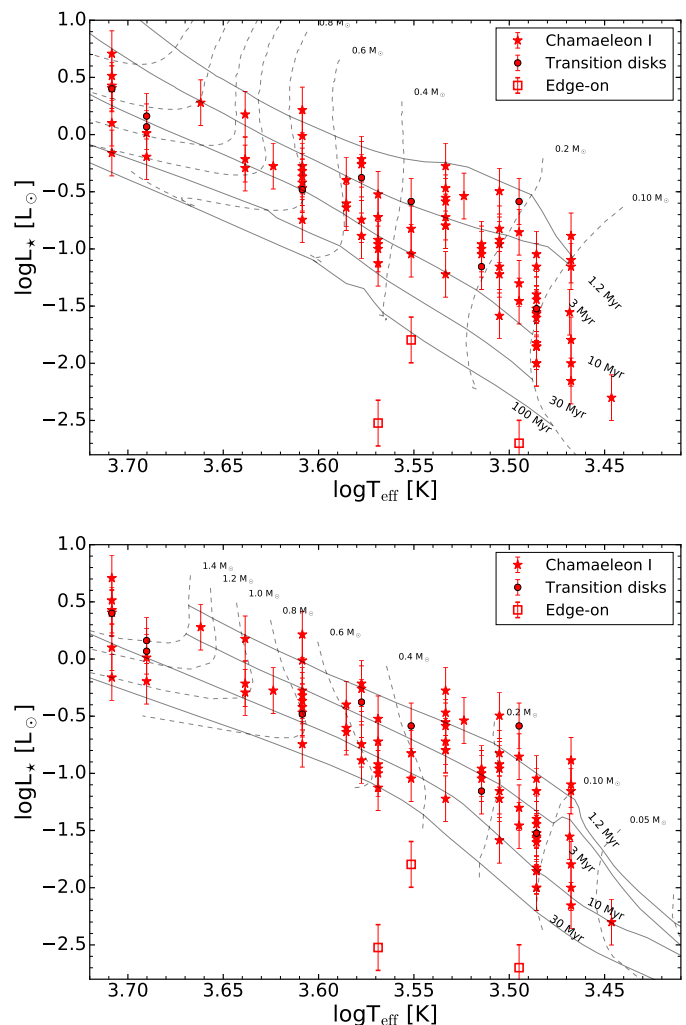 0.8 M☉
0.6 M☉
0.4 M☉
0.2 M☉
0.10 M☉
Chamaeleon I
Transition disks
Edge-on
1.2 Myr
3 Myr
10 Myr
30 Myr
100 Myr
1.0
0.5
0.0
−0.5
−1.0
−1.5
−2.0
−2.5
logL⋆ [L☉]
3.70
3.65
3.60
3.55
3.50
3.45
logTeff [K]
1.4 M☉
1.2 M☉
1.0 M☉
0.8 M☉
0.6 M☉
0.4 M☉
0.2 M☉
0.10 M☉
0.05 M☉
Chamaeleon I
Transition disks
Edge-on
1.2 Myr
3 Myr
10 Myr
30 Myr
1.0
0.5
0.0
−0.5
−1.0
−1.5
−2.0
−2.5
logL⋆ [L☉]
3.70
3.65
3.60
3.55
3.50
3.45
logTeff [K]